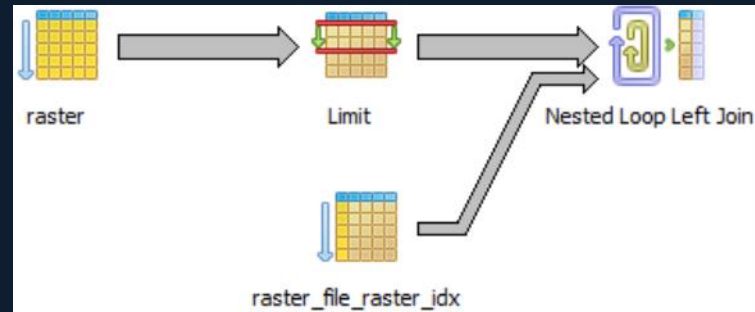 raster
Limit
Nested Loop Left Join
raster_file_raster_idx